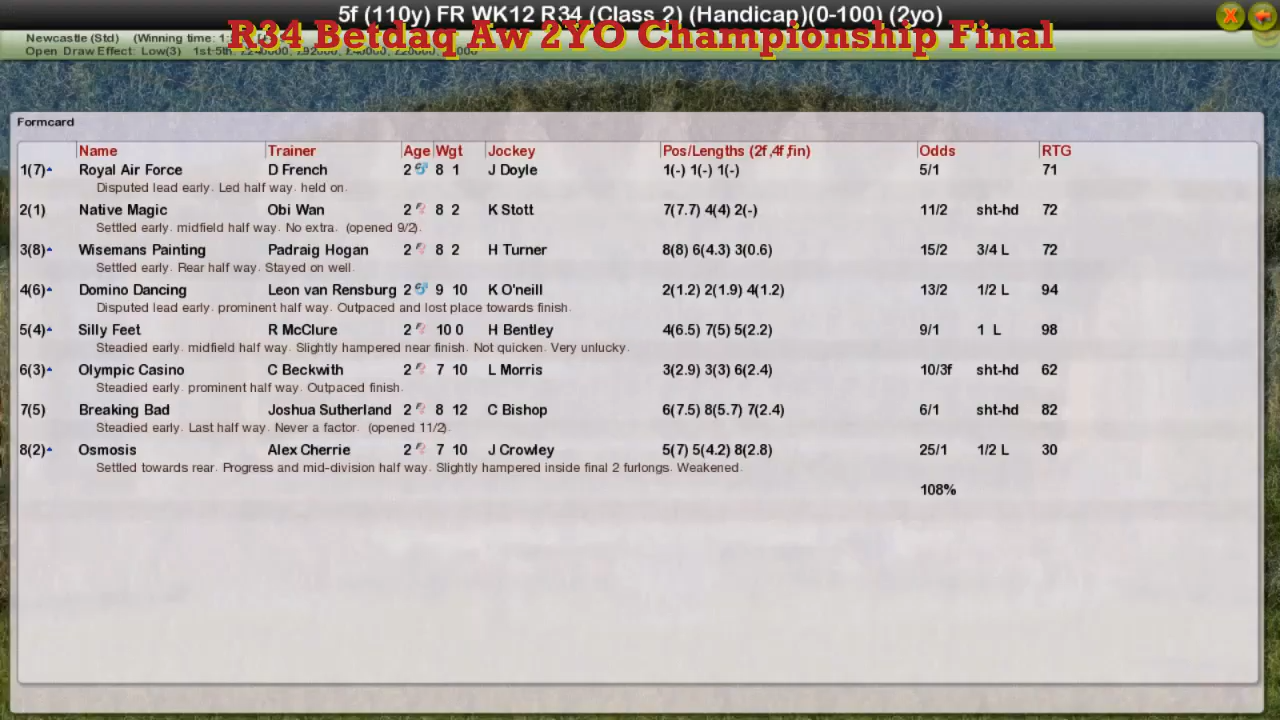 5f (110y) FR WK12 R34 (Class 2) (Handicap)(0-100) (2yo)
R34 Betdaq Aw 2YO Championship Final
Newcastle (Std) (Winning time:
Open Draw Effect: Low(3) 1st-5th:
Formcard
Name Trainer Age Wgt Jockey Pos/Lengths (2f,4f,fin) Odds RTG
1(7) Royal Air Force D French 2 8 1 J Doyle 1(-) 1(-) 1(-) 5/1 71
Disputed lead early. Led half way. held on.
2(1) Native Magic Obi Wan 2 8 2 K Stott 7(7.7) 4(4) 2(-) 11/2 sht-hd 72
Settled early. midfield half way. No extra. (opened 9/2).
3(8) Wisemans Painting Padraig Hogan 2 8 2 H Turner 8(8) 6(4.3) 3(0.6) 15/2 3/4 L 72
Settled early. Rear half way. Stayed on well.
4(6) Domino Dancing Leon van Rensburg 2 9 10 K O'neill 2(1.2) 2(1.9) 4(1.2) 13/2 1/2 L 94
Disputed lead early. prominent half way. Outpaced and lost place towards finish.
5(4) Silly Feet R McClure 2 10 0 H Bentley 4(6.5) 7(5) 5(2.2) 9/1 1 L 98
Steadied early. midfield half way. Slightly hampered near finish. Not quicken. Very unlucky.
6(3) Olympic Casino C Beckwith 2 7 10 L Morris 3(2.9) 3(3) 6(2.4) 10/3f sht-hd 62
Steadied early. prominent half way. Outpaced finish.
7(5) Breaking Bad Joshua Sutherland 2 8 12 C Bishop 6(7.5) 8(5.7) 7(2.4) 6/1 sht-hd 82
Steadied early. Last half way. Never a factor. (opened 11/2).
8(2) Osmosis Alex Cherrie 2 7 10 J Crowley 5(7) 5(4.2) 8(2.8) 25/1 1/2 L 30
Settled towards rear. Progress and mid-division half way. Slightly hampered inside final 2 furlongs. Weakened.
108%